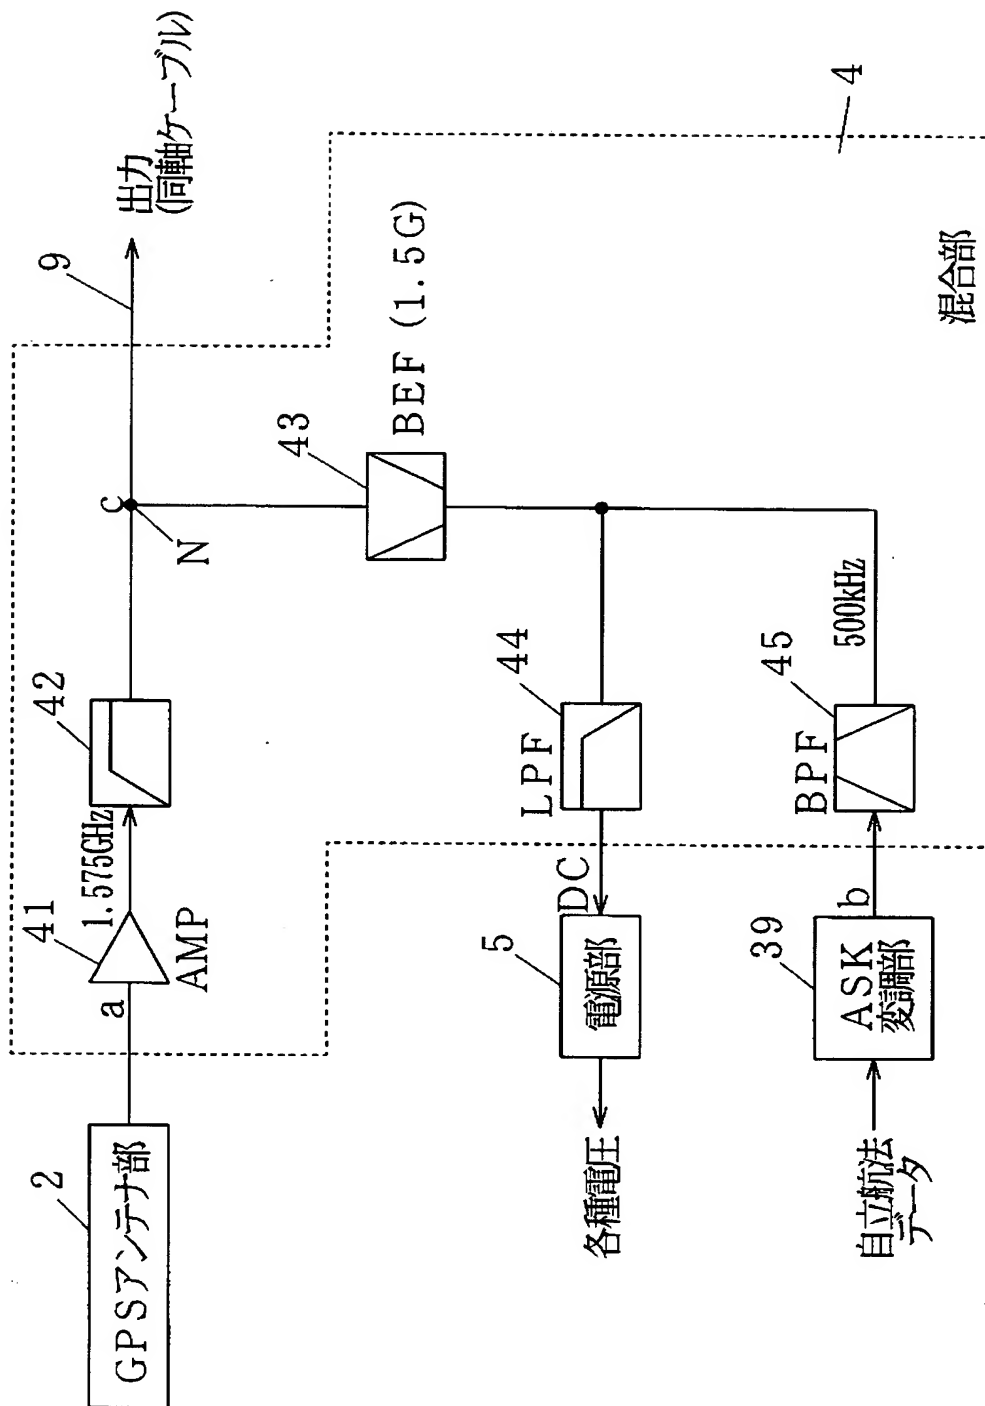 2
GPSアンテナ部
a
41
AMP
1.575GHz
42
C
N
9
出力
(同軸ケーブル)
43
BEF (1.5G)
4
混合部
各種電圧
5
電源部
DC
44
LPF
自立航法
データ
39
ASK
変調部
b
45
BPF
500kHz